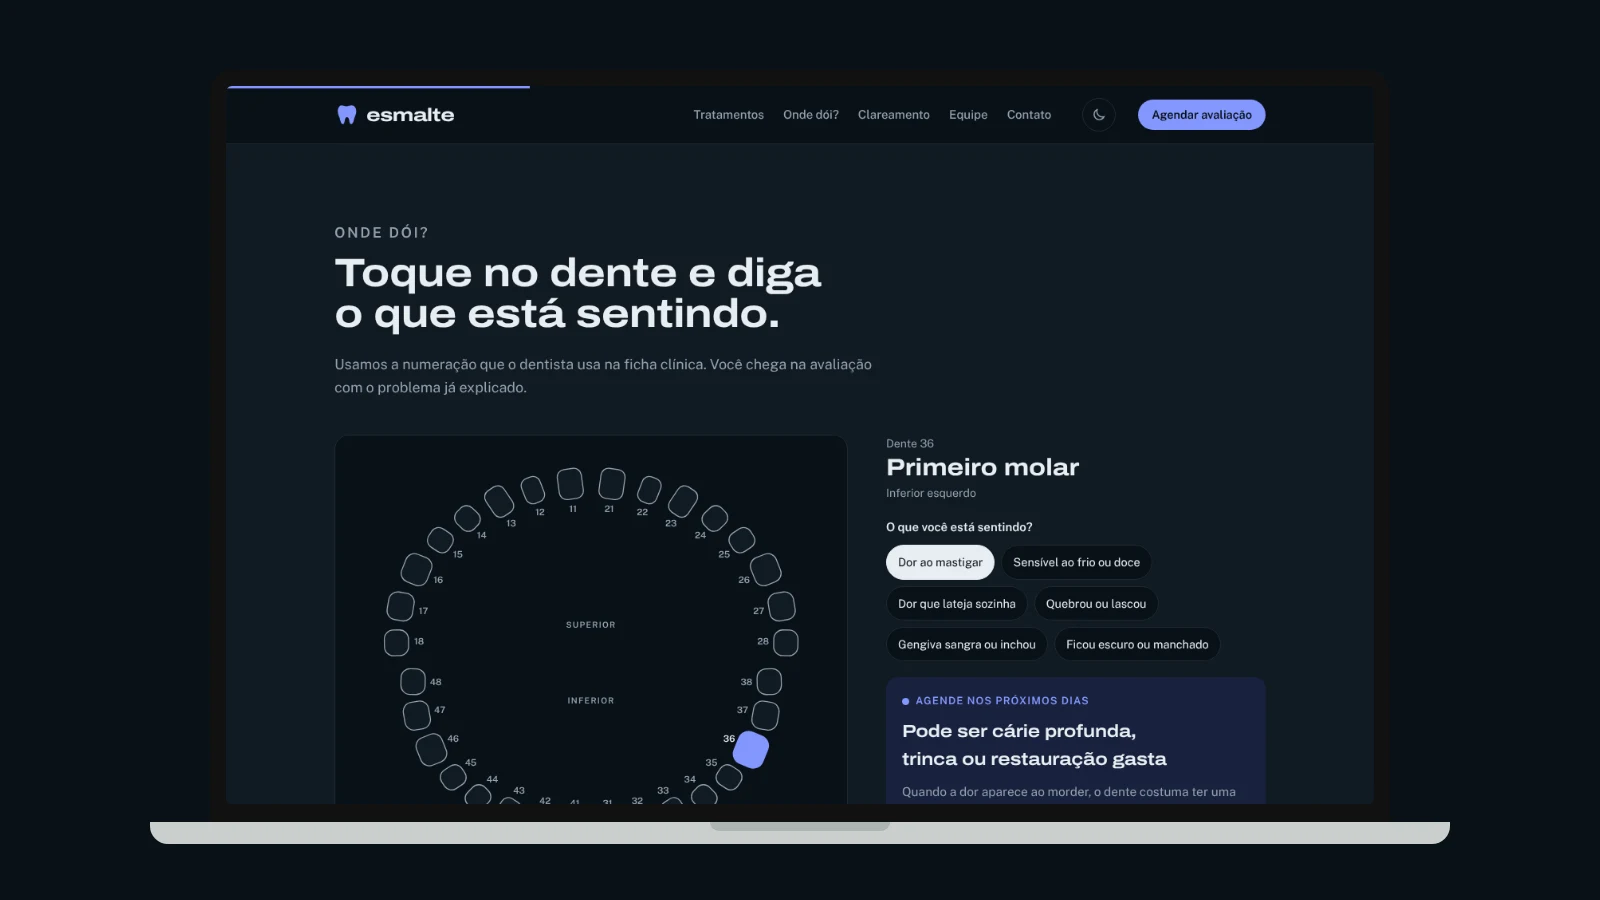 esmalte
Tratamentos
Onde dói?
Clareamento
Equipe
Contato
Agendar avaliação
ONDE DÓI?
Toque no dente e diga
o que está sentindo.
Usamos a numeração que o dentista usa na ficha clínica. Você chega na avaliação
com o problema já explicado.
11
21
12
22
13
23
14
24
15
25
16
26
17
27
18
28
SUPERIOR
INFERIOR
48
38
47
37
46
36
45
35
44
34
43
33
42
32
41
31
Dente 36
Primeiro molar
Inferior esquerdo
O que você está sentindo?
Dor ao mastigar
Sensível ao frio ou doce
Dor que lateja sozinha
Quebrou ou lascou
Gengiva sangra ou inchou
Ficou escuro ou manchado
AGENDE NOS PRÓXIMOS DIAS
Pode ser cárie profunda,
trinca ou restauração gasta
Quando a dor aparece ao morder, o dente costuma ter uma